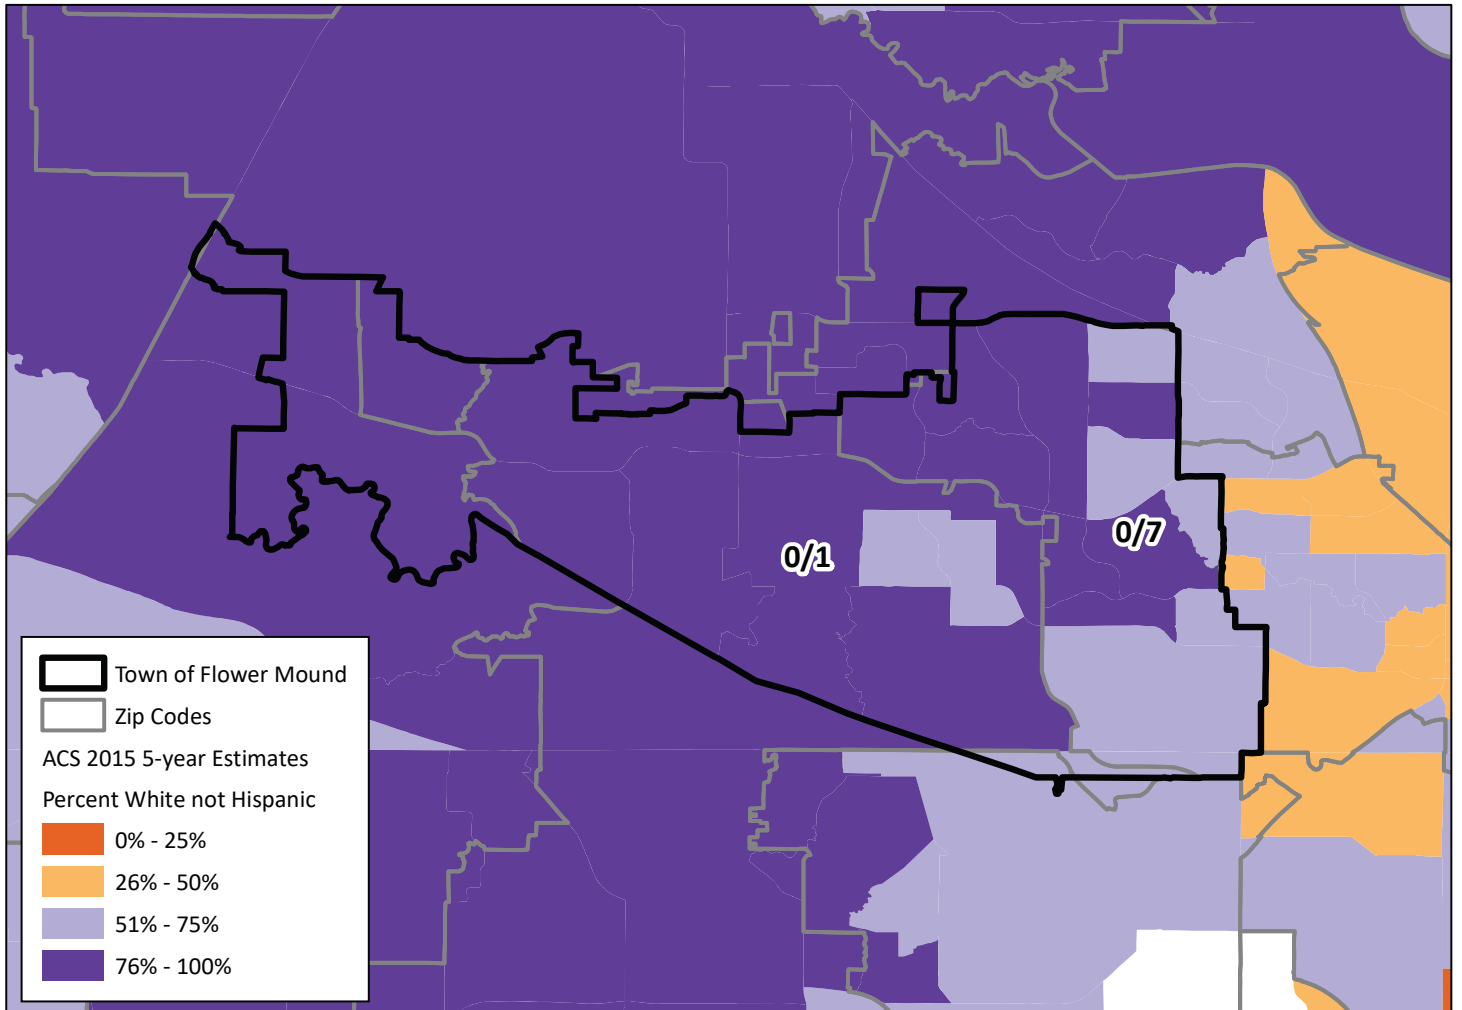 0/1
0/7
Town of Flower Mound
Zip Codes
ACS 2015 5-year Estimates
Percent White not Hispanic
0% - 25%
26% - 50%
51% - 75%
76% - 100%